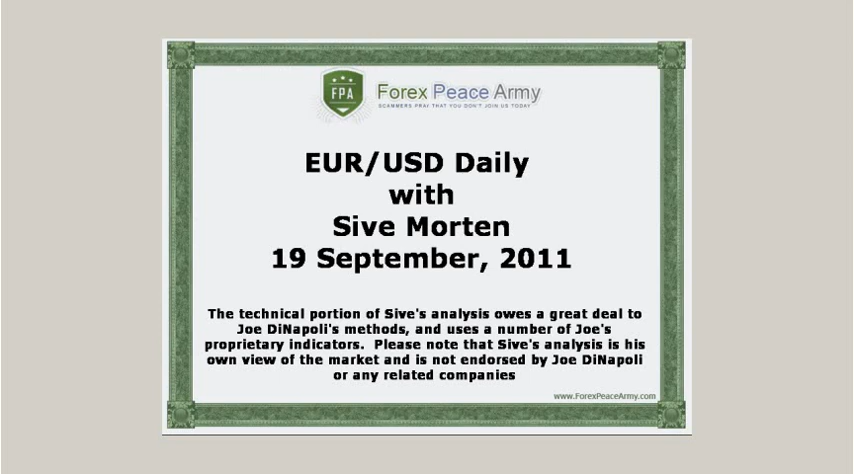 FPA
Forex Peace Army
SCAMMERS PRAY THAT YOU DON'T JOIN US TODAY
EUR/USD Daily
with
Sive Morten
19 September, 2011
The technical portion of Sive's analysis owes a great deal to
Joe DiNapoli's methods, and uses a number of Joe's
proprietary indicators.  Please note that Sive's analysis is his
own view of the market and is not endorsed by Joe DiNapoli
or any related companies
www.ForexPeaceArmy.com